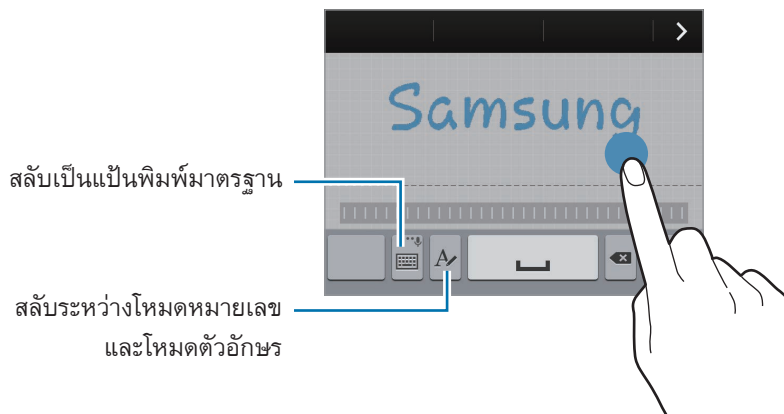 Samsung
สลับเป็นแป้นพิมพ์มาตรฐาน
A
สลับระหว่างโหมดหมายเลข
และโหมดตัวอักษร